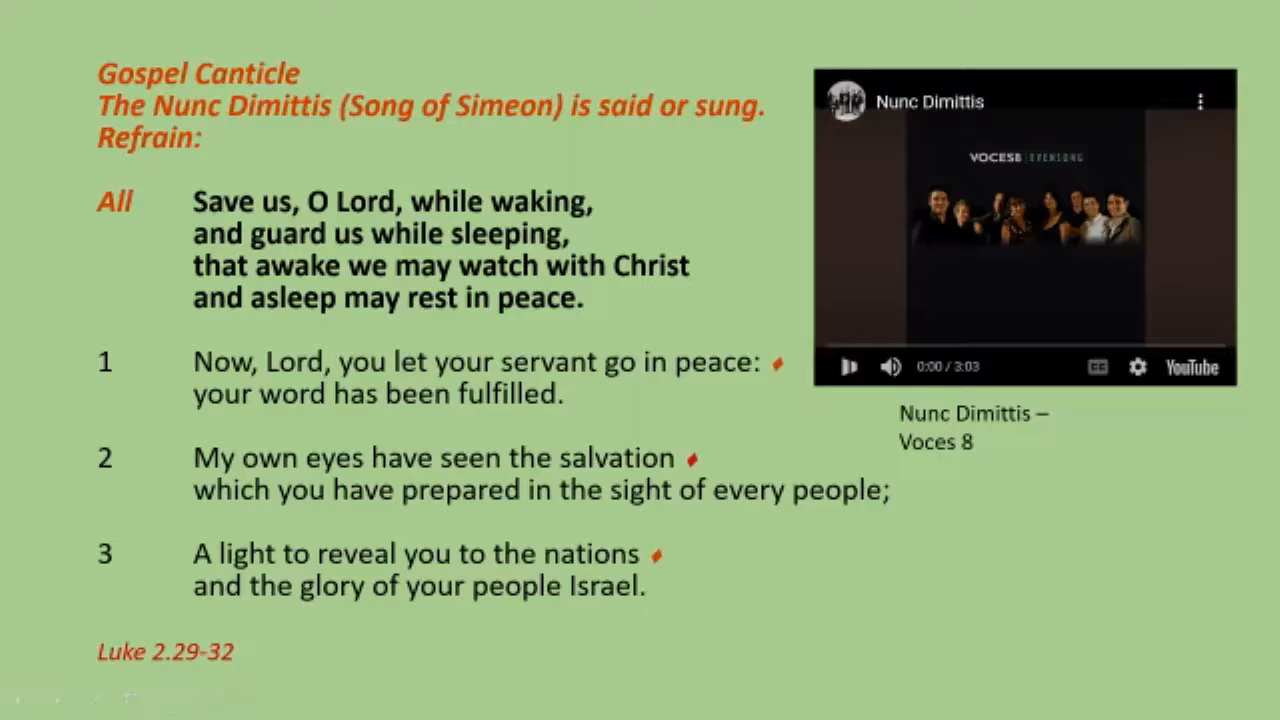 Gospel Canticle
The Nunc Dimittis (Song of Simeon) is said or sung.
Refrain:
All Save us, O Lord, while waking,
and guard us while sleeping,
that awake we may watch with Christ
and asleep may rest in peace.
1 Now, Lord, you let your servant go in peace: ♦
your word has been fulfilled.
2 My own eyes have seen the salvation ♦
which you have prepared in the sight of every people;
3 A light to reveal you to the nations ♦
and the glory of your people Israel.
Luke 2.29-32
Nunc Dimittis
VOCES8 | EVENSONG
0:00 / 3:03
CC
YouTube
Nunc Dimittis –
Voces 8